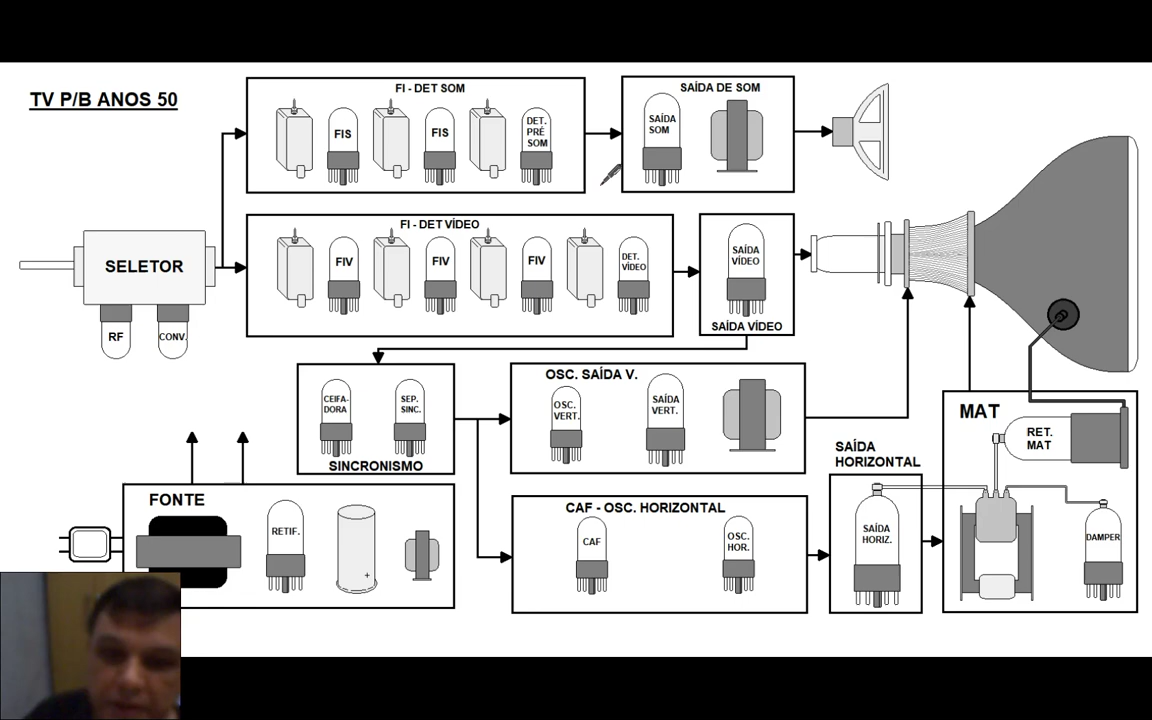 TV P/B ANOS 50
FI - DET SOM
FIS
FIS
DET.
PRÉ
SOM
SAÍDA DE SOM
SAÍDA
SOM
SELETOR
RF
CONV.
FI - DET VÍDEO
FIV
FIV
FIV
DET.
VÍDEO
SAÍDA
VÍDEO
SAÍDA VÍDEO
CEIFA-
DORA
SEP.
SINC.
SINCRONISMO
OSC. SAÍDA V.
OSC.
VERT.
SAÍDA
VERT.
FONTE
RETIF.
+
CAF - OSC. HORIZONTAL
CAF
OSC.
HOR.
SAÍDA
HORIZONTAL
SAÍDA
HORIZ.
MAT
RET.
MAT
DAMPER